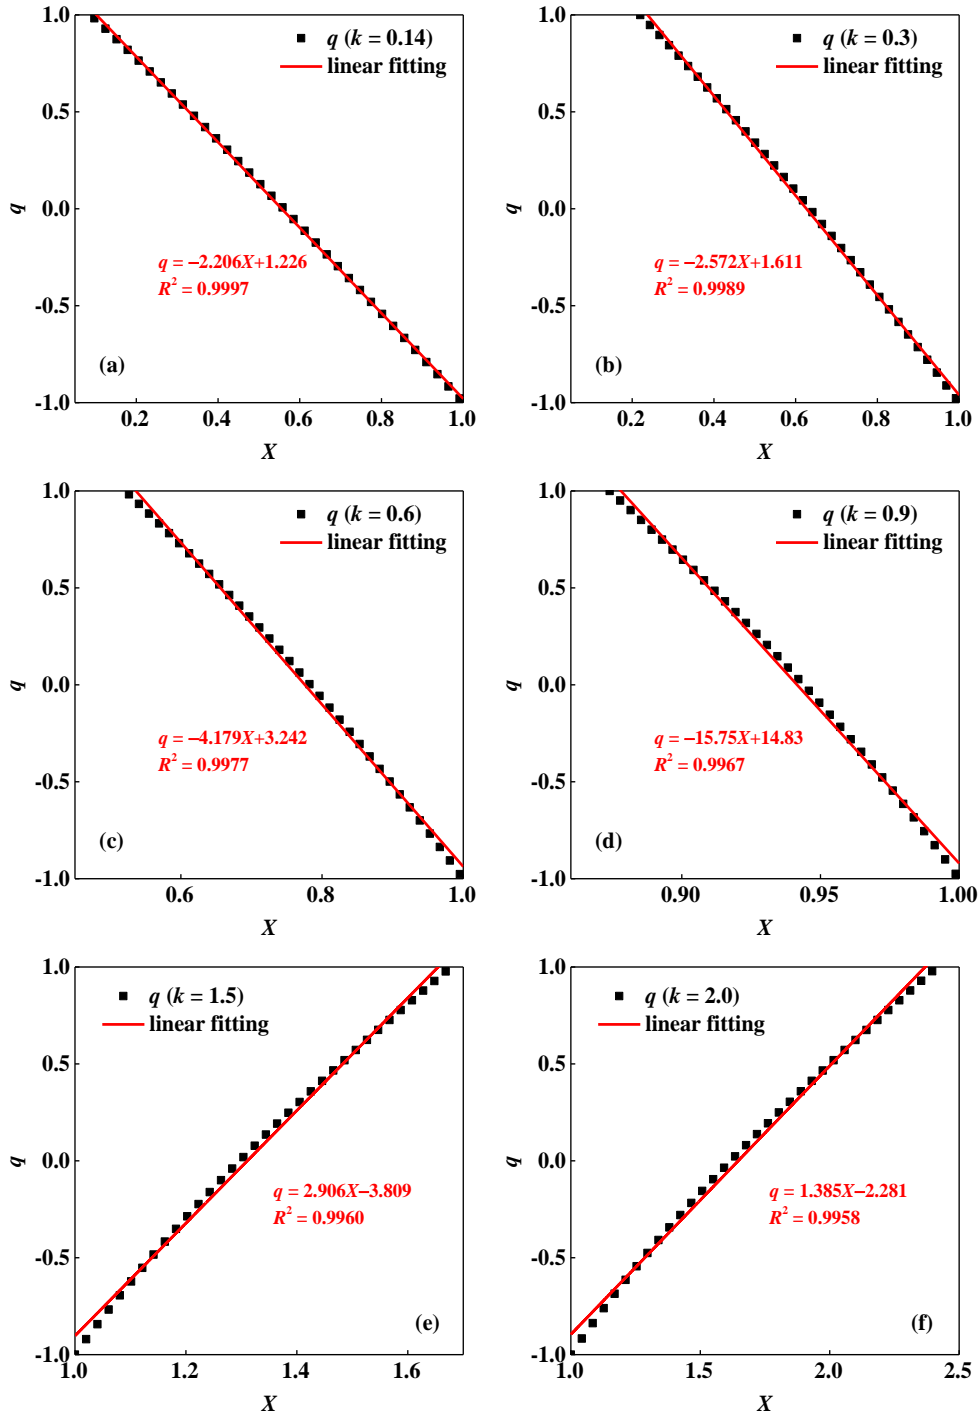 1.0
q (k = 0.14)
linear fitting
0.5
q
0.0
q = −2.206X+1.226
R² = 0.9997
-0.5
(a)
-1.0
0.2 0.4 0.6 0.8 1.0
X
1.0
q (k = 0.3)
linear fitting
0.5
q
0.0
q = −2.572X+1.611
R² = 0.9989
-0.5
(b)
-1.0
0.2 0.4 0.6 0.8 1.0
X
1.0
q (k = 0.6)
linear fitting
0.5
q
0.0
q = −4.179X+3.242
R² = 0.9977
-0.5
(c)
-1.0
0.6 0.8 1.0
X
1.0
q (k = 0.9)
linear fitting
0.5
q
0.0
q = −15.75X+14.83
R² = 0.9967
-0.5
(d)
-1.0
0.90 0.95 1.00
X
1.0
q (k = 1.5)
linear fitting
0.5
q
0.0
q = 2.906X−3.809
R² = 0.9960
-0.5
(e)
-1.0
1.0 1.2 1.4 1.6
X
1.0
q (k = 2.0)
linear fitting
0.5
q
0.0
q = 1.385X−2.281
R² = 0.9958
-0.5
(f)
-1.0
1.0 1.5 2.0 2.5
X